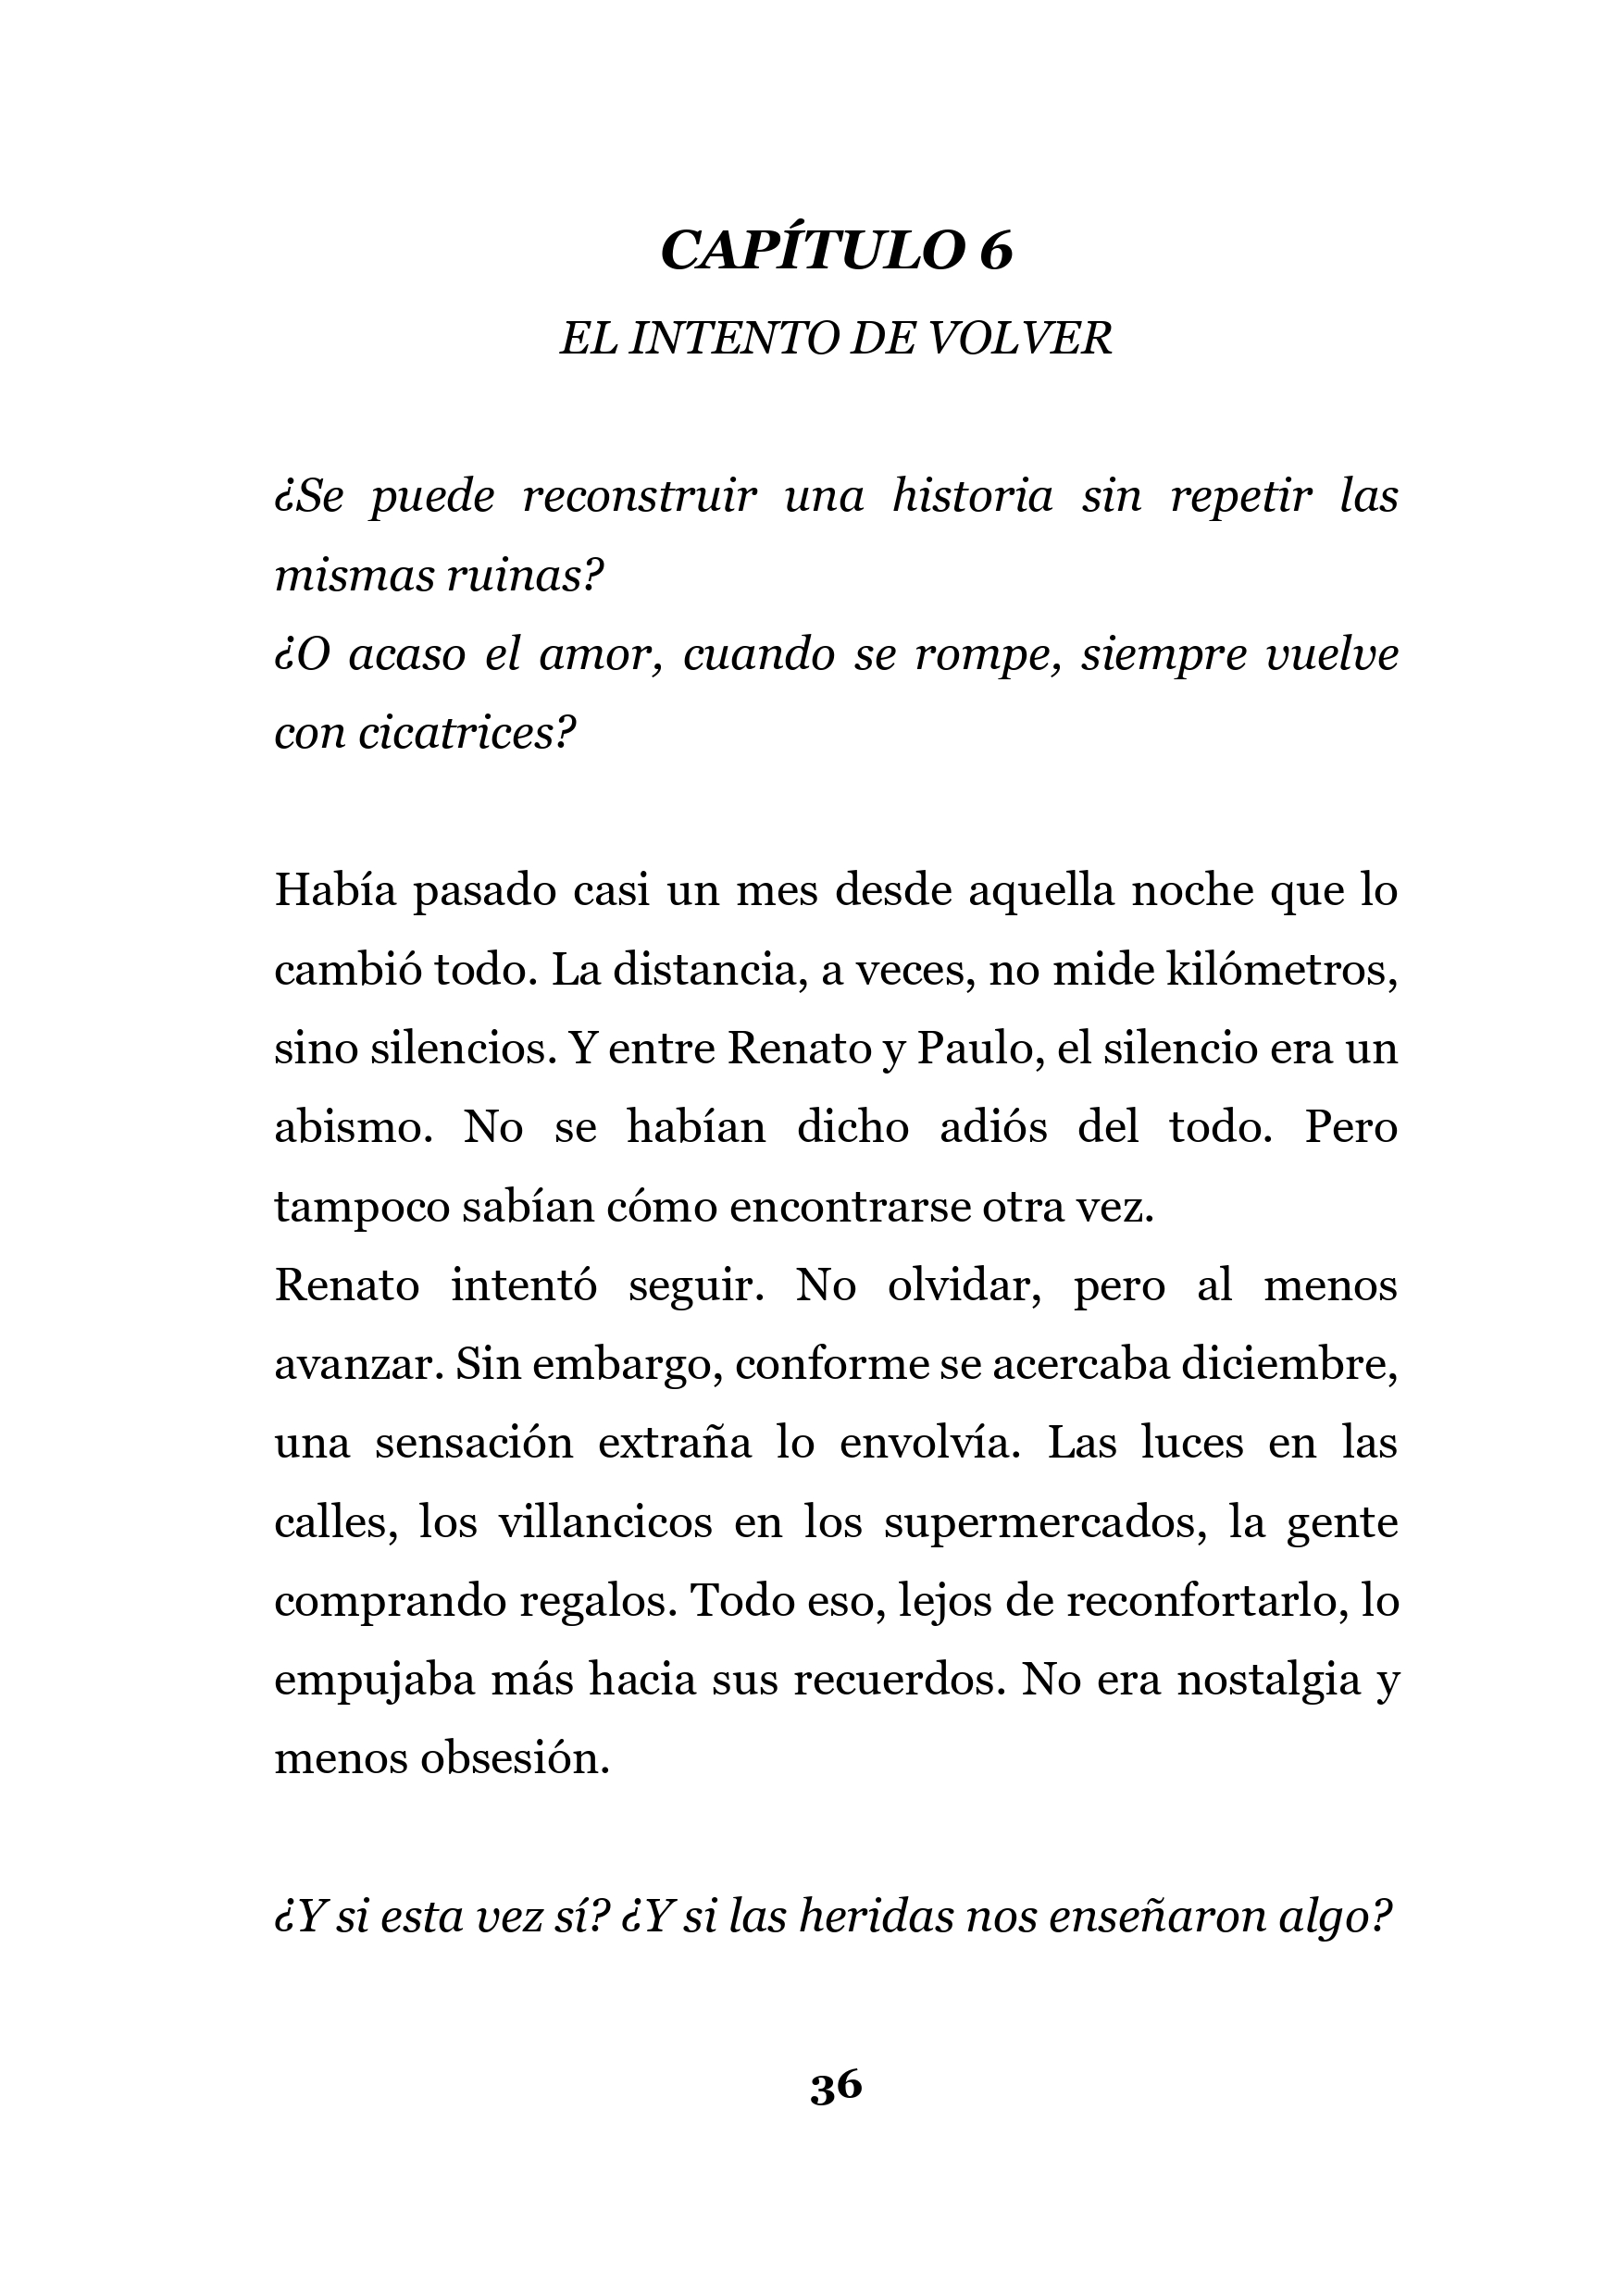 CAPÍTULO 6
EL INTENTO DE VOLVER
¿Se puede reconstruir una historia sin repetir las
mismas ruinas?
¿O acaso el amor, cuando se rompe, siempre vuelve
con cicatrices?
Había pasado casi un mes desde aquella noche que lo
cambió todo. La distancia, a veces, no mide kilómetros,
sino silencios. Y entre Renato y Paulo, el silencio era un
abismo. No se habían dicho adiós del todo. Pero
tampoco sabían cómo encontrarse otra vez.
Renato intentó seguir. No olvidar, pero al menos
avanzar. Sin embargo, conforme se acercaba diciembre,
una sensación extraña lo envolvía. Las luces en las
calles, los villancicos en los supermercados, la gente
comprando regalos. Todo eso, lejos de reconfortarlo, lo
empujaba más hacia sus recuerdos. No era nostalgia y
menos obsesión.
¿Y si esta vez sí? ¿Y si las heridas nos enseñaron algo?
36